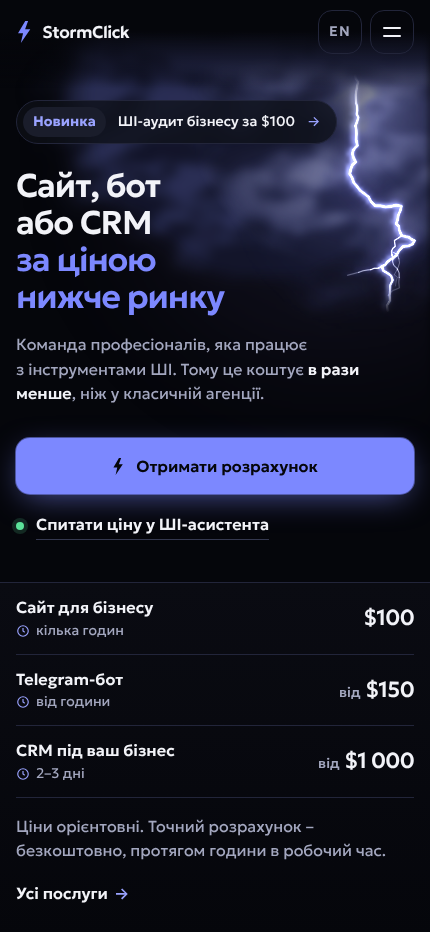 StormClick
EN
Новинка ШІ-аудит бізнесу за $100 →
Сайт, бот
або CRM
за ціною
нижче ринку
Команда професіоналів, яка працює
з інструментами ШІ. Тому це коштує в рази
менше, ніж у класичній агенції.
Отримати розрахунок
Спитати ціну у ШІ-асистента
Сайт для бізнесу
кілька годин
$100
Telegram-бот
від години
від $150
CRM під ваш бізнес
2–3 дні
від $1 000
Ціни орієнтовні. Точний розрахунок –
безкоштовно, протягом години в робочий час.
Усі послуги →